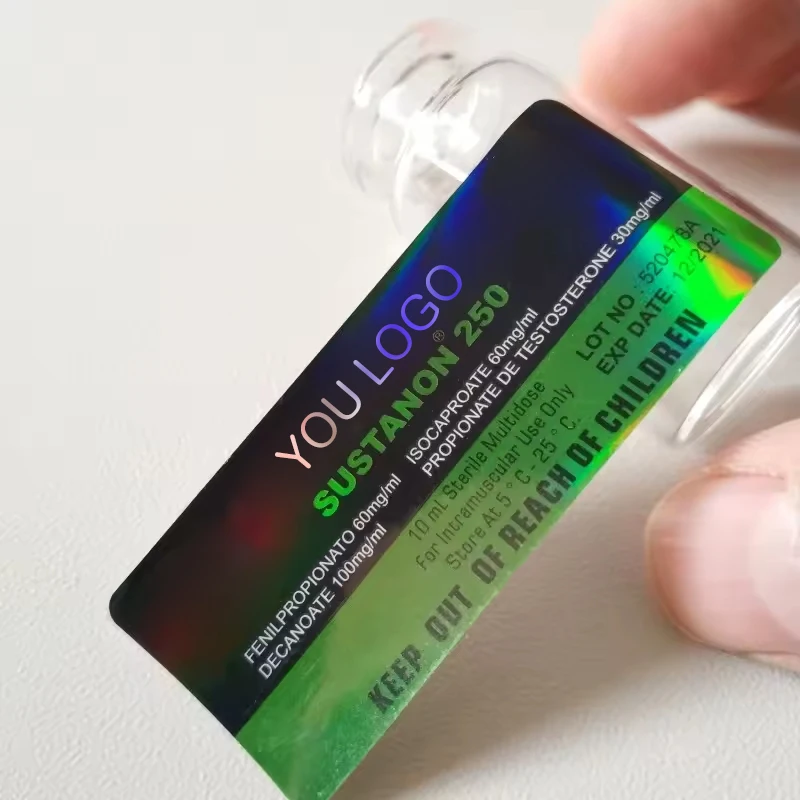 YOU LOGO
SUSTANON® 250
FENILPROPIONATO 60mg/ml
DECANOATE 100mg/ml
ISOCAPROATE 60mg/ml
PROPIONATE DE TESTOSTERONE 30mg/ml
10 mL Sterile Multidose
For Intramuscular Use Only
Store At 5°C- 25°C.
LOT NO : 520478A
EXP DATE: 12/2021
KEEP OUT OF REACH OF CHILDREN